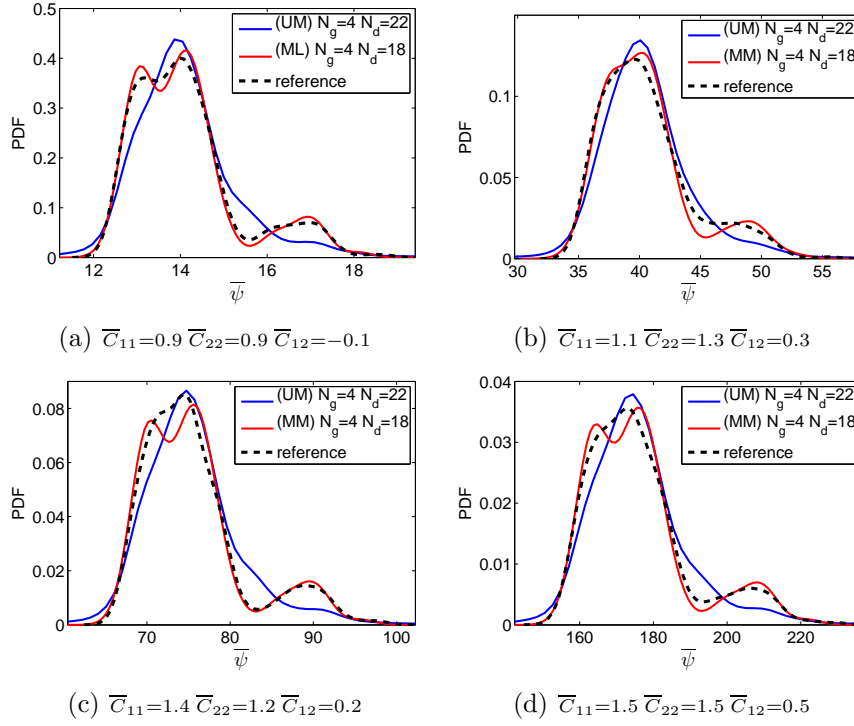 0.5
0.4
0.3
0.2
0.1
0
PDF
12
14
16
18
ψ
(UM) N_g=4 N_d=22
(ML) N_g=4 N_d=18
reference
(a) C̅₁₁=0.9 C̅₂₂=0.9 C̅₁₂=−0.1
0.1
0.05
0
PDF
30
35
40
45
50
55
ψ
(UM) N_g=4 N_d=22
(MM) N_g=4 N_d=18
reference
(b) C̅₁₁=1.1 C̅₂₂=1.3 C̅₁₂=0.3
0.08
0.06
0.04
0.02
0
PDF
70
80
90
100
ψ
(UM) N_g=4 N_d=22
(MM) N_g=4 N_d=18
reference
(c) C̅₁₁=1.4 C̅₂₂=1.2 C̅₁₂=0.2
0.04
0.03
0.02
0.01
0
PDF
160
180
200
220
ψ
(UM) N_g=4 N_d=22
(MM) N_g=4 N_d=18
reference
(d) C̅₁₁=1.5 C̅₂₂=1.5 C̅₁₂=0.5